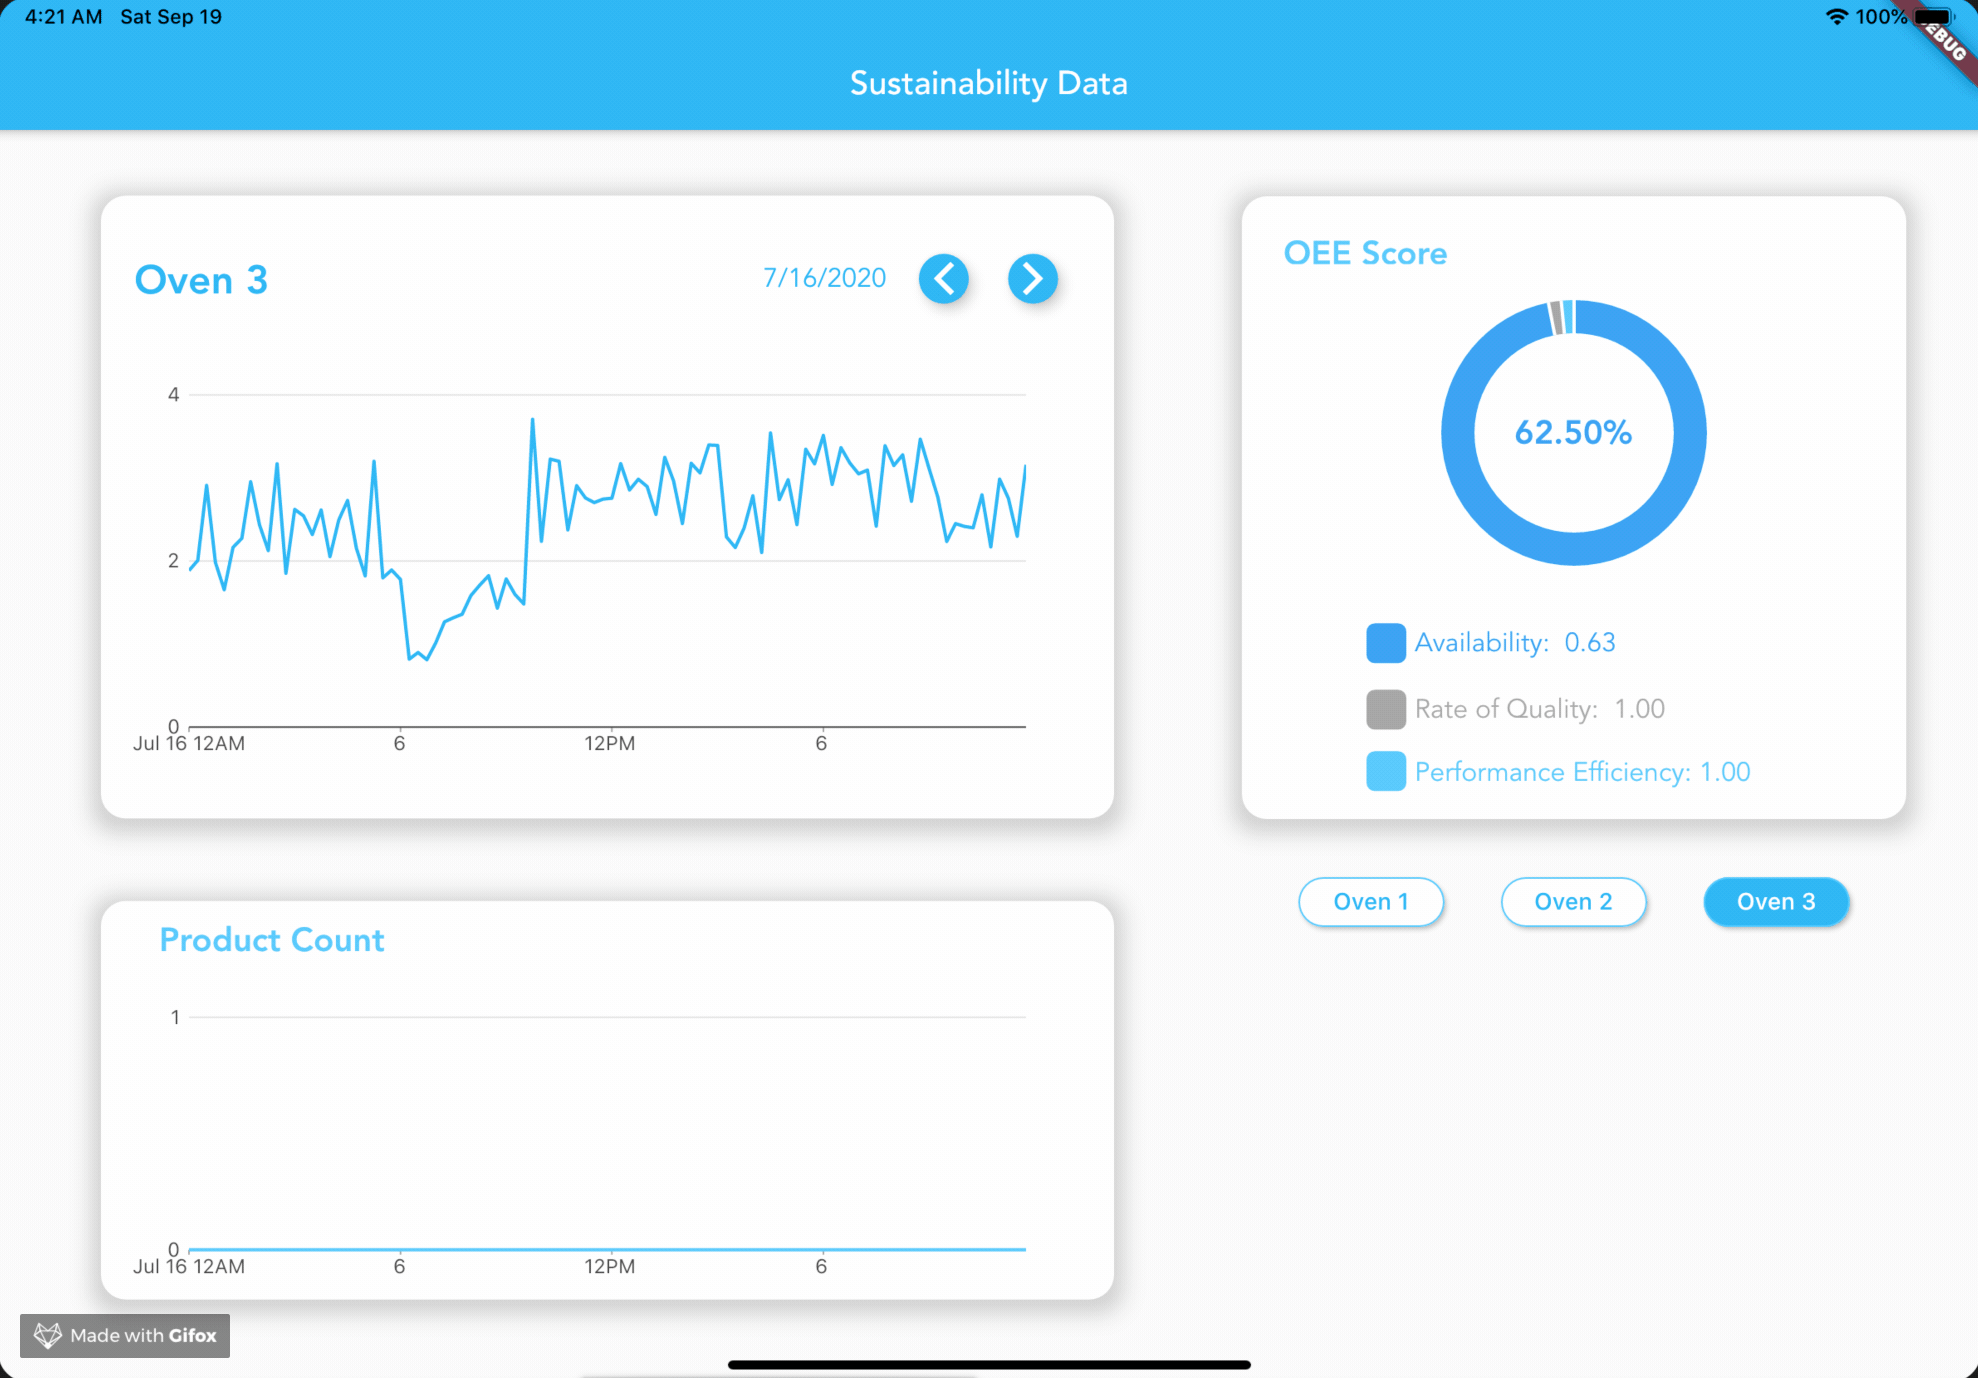 4:21 AM Sat Sep 19
100%
EBUG
Sustainability Data
Oven 3
7/16/2020
4
2
0
Jul 16 12AM 6 12PM 6
OEE Score
62.50%
Availability: 0.63
Rate of Quality: 1.00
Performance Efficiency: 1.00
Oven 1 Oven 2 Oven 3
Product Count
1
0
Jul 16 12AM 6 12PM 6
Made with Gifox